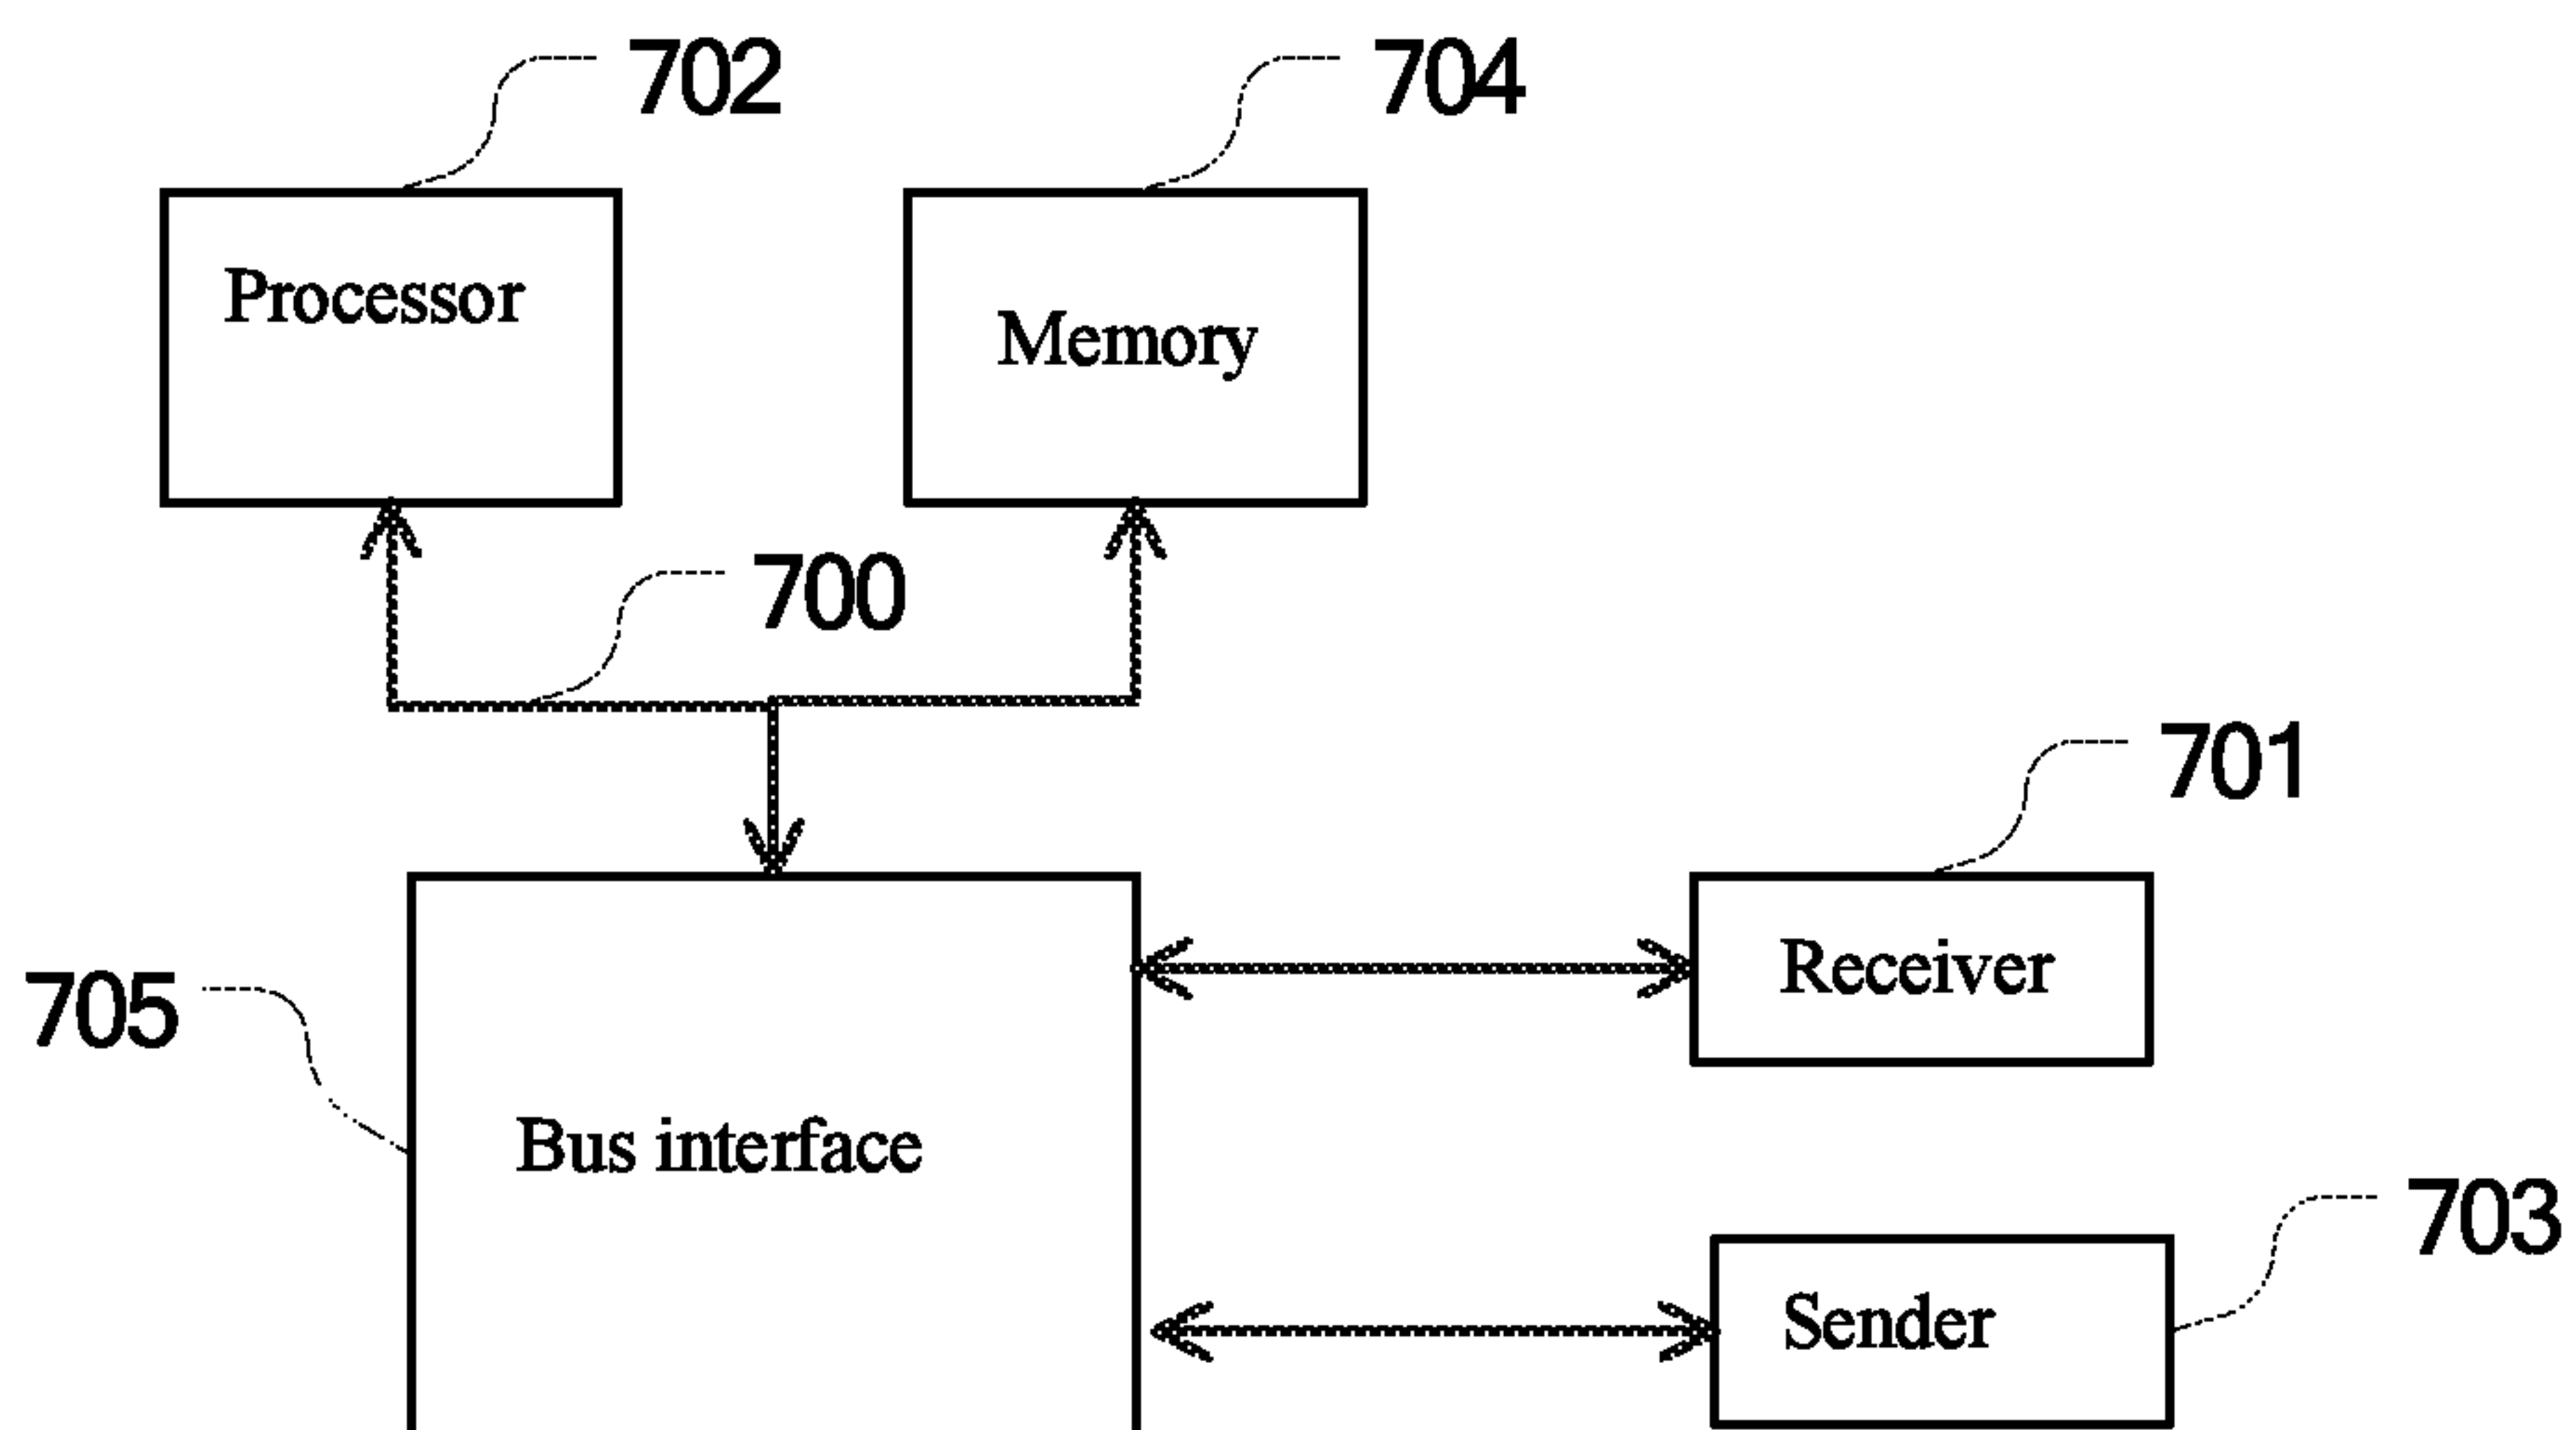 702
704
Processor
Memory
700
701
705
Receiver
Bus interface
703
Sender